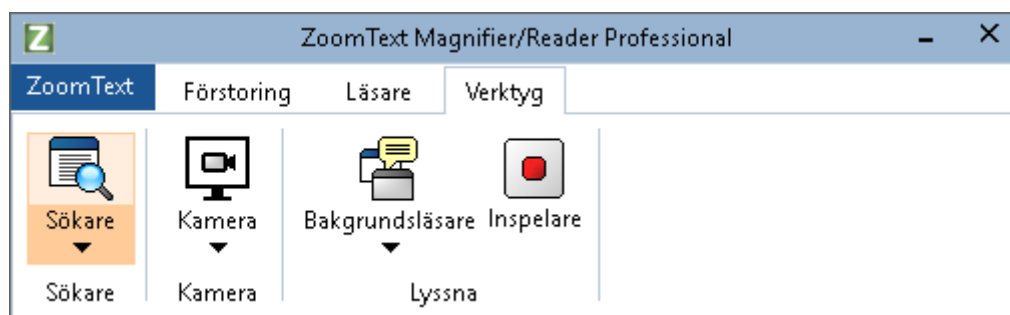 Z ZoomText Magnifier/Reader Professional
ZoomText Förstoring Läsare Verktyg
Sökare Kamera Bakgrundsläsare Inspelare
Sökare Kamera Lyssna